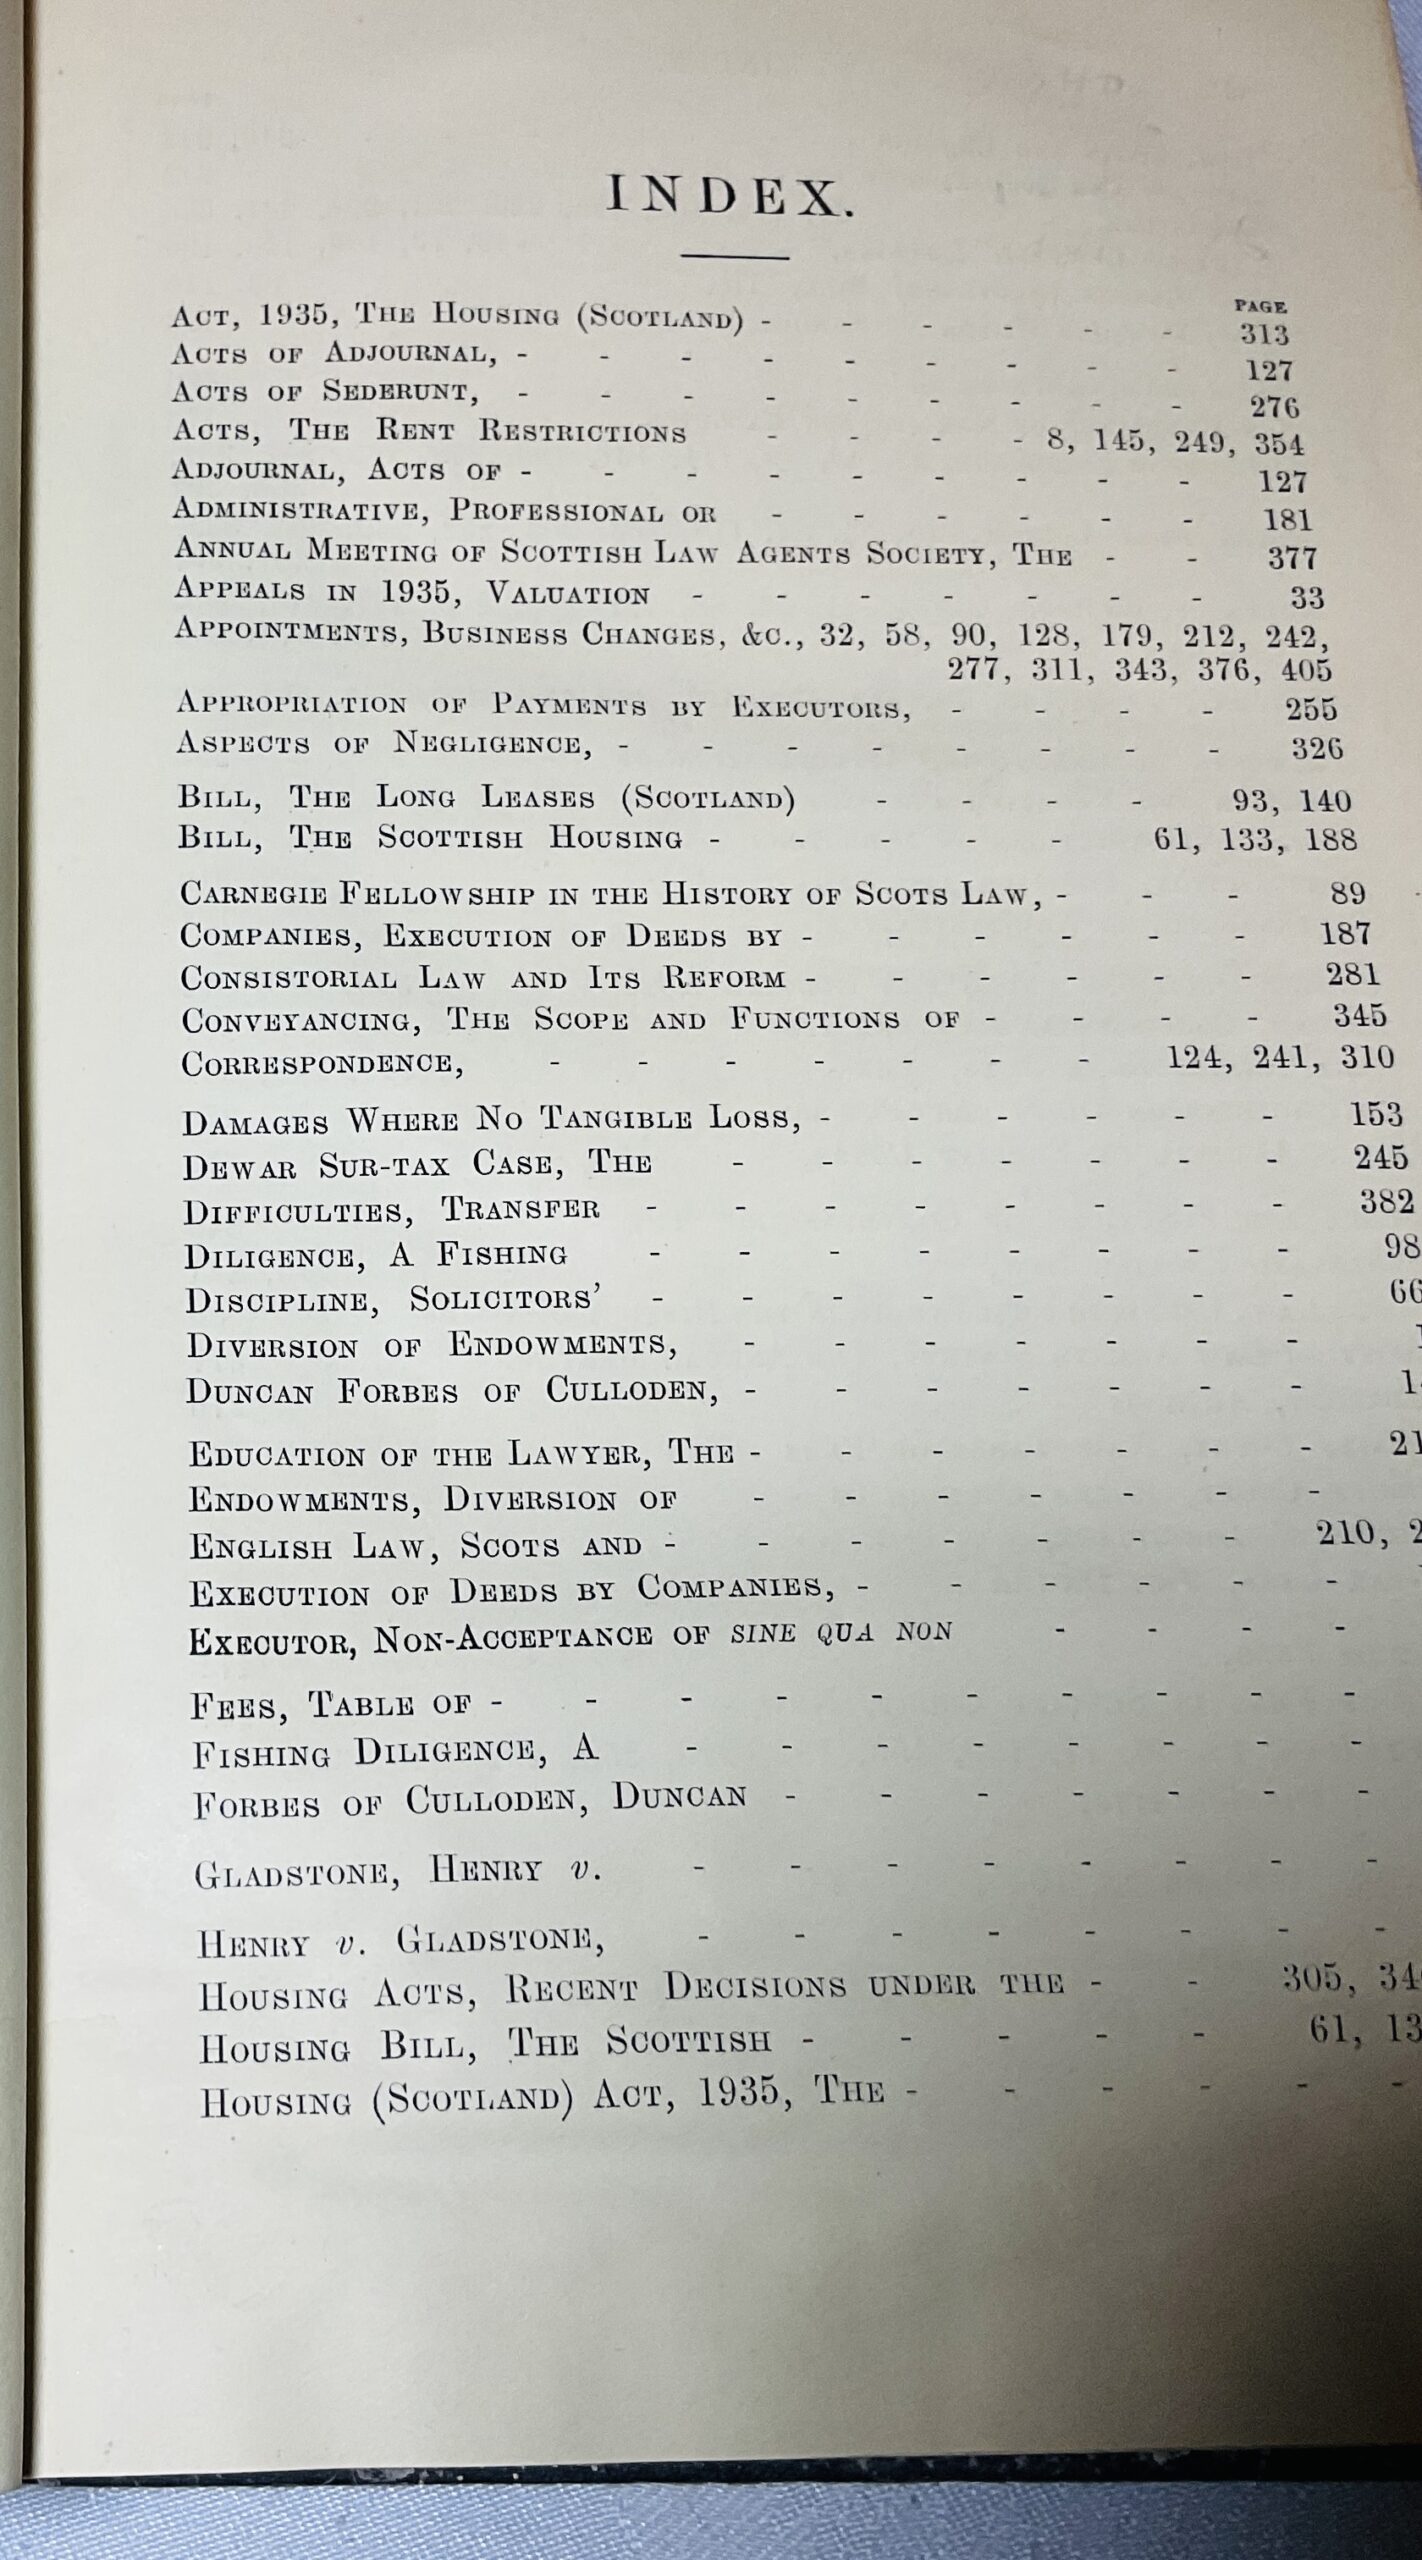 INDEX.
PAGE
ACT, 1935, THE HOUSING (SCOTLAND) - - - - - - 313
ACTS OF ADJOURNAL, - - - - - - - - - 127
ACTS OF SEDERUNT, - - - - - - - - - 276
ACTS, THE RENT RESTRICTIONS - - - - 8, 145, 249, 354
ADJOURNAL, ACTS OF - - - - - - - - - 127
ADMINISTRATIVE, PROFESSIONAL OR - - - - - - 181
ANNUAL MEETING OF SCOTTISH LAW AGENTS SOCIETY, THE - - 377
APPEALS IN 1935, VALUATION - - - - - - - 33
APPOINTMENTS, BUSINESS CHANGES, &C., 32, 58, 90, 128, 179, 212, 242,
277, 311, 343, 376, 405
APPROPRIATION OF PAYMENTS BY EXECUTORS, - - - - 255
ASPECTS OF NEGLIGENCE, - - - - - - - - 326
BILL, THE LONG LEASES (SCOTLAND) - - - - 93, 140
BILL, THE SCOTTISH HOUSING - - - - - 61, 133, 188
CARNEGIE FELLOWSHIP IN THE HISTORY OF SCOTS LAW, - - - 89
COMPANIES, EXECUTION OF DEEDS BY - - - - - - 187
CONSISTORIAL LAW AND ITS REFORM - - - - - - 281
CONVEYANCING, THE SCOPE AND FUNCTIONS OF - - - - 345
CORRESPONDENCE, - - - - - - - 124, 241, 310
DAMAGES WHERE NO TANGIBLE LOSS, - - - - - - 153
DEWAR SUR-TAX CASE, THE - - - - - - - 245
DIFFICULTIES, TRANSFER - - - - - - - - 382
DILIGENCE, A FISHING - - - - - - - - 98
DISCIPLINE, SOLICITORS' - - - - - - - - 66
DIVERSION OF ENDOWMENTS, - - - - - - -
DUNCAN FORBES OF CULLODEN, - - - - - - -
EDUCATION OF THE LAWYER, THE - - - - - - - 21
ENDOWMENTS, DIVERSION OF - - - - - - -
ENGLISH LAW, SCOTS AND - - - - - - - 210, 2
EXECUTION OF DEEDS BY COMPANIES, - - - - - -
EXECUTOR, NON-ACCEPTANCE OF SINE QUA NON - - - -
FEES, TABLE OF - - - - - - - - - -
FISHING DILIGENCE, A - - - - - - - -
FORBES OF CULLODEN, DUNCAN - - - - - - -
GLADSTONE, HENRY v. - - - - - - - -
HENRY v. GLADSTONE, - - - - - - - -
HOUSING ACTS, RECENT DECISIONS UNDER THE - - 305, 34
HOUSING BILL, THE SCOTTISH - - - - - 61, 13
HOUSING (SCOTLAND) ACT, 1935, THE - - - - - -